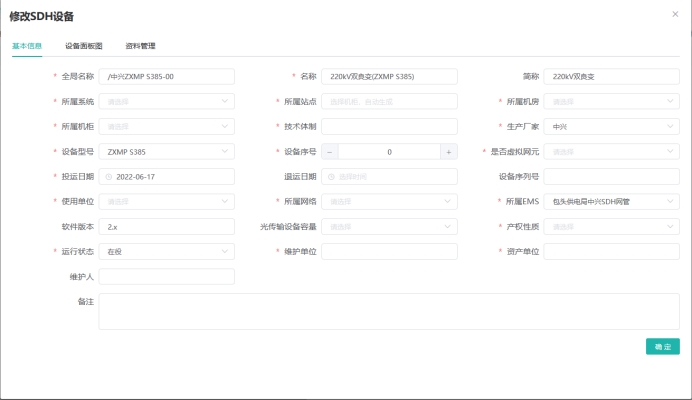 修改SDH设备
基本信息 设备面板图 资料管理
* 全局名称 /中兴ZXMP S385-00 * 名称 220kV双良变(ZXMP S385) 简称 220kV双良变
* 所属系统 请选择 * 所属站点 选择机柜，自动生成 * 所属机房 请选择
* 所属机柜 请选择 * 技术体制 * 生产厂家 中兴
* 设备型号 ZXMP S385 * 设备序号 − 0 + * 是否虚拟网元 请选择
* 投运日期 2022-06-17 退运日期 选择时间 设备序列号
* 使用单位 请选择 * 所属网络 请选择 * 所属EMS 包头供电局中兴SDH网管
软件版本 2.x 光传输设备容量 请选择 * 产权性质 请选择
* 运行状态 在役 * 维护单位 * 资产单位
维护人
备注
确 定